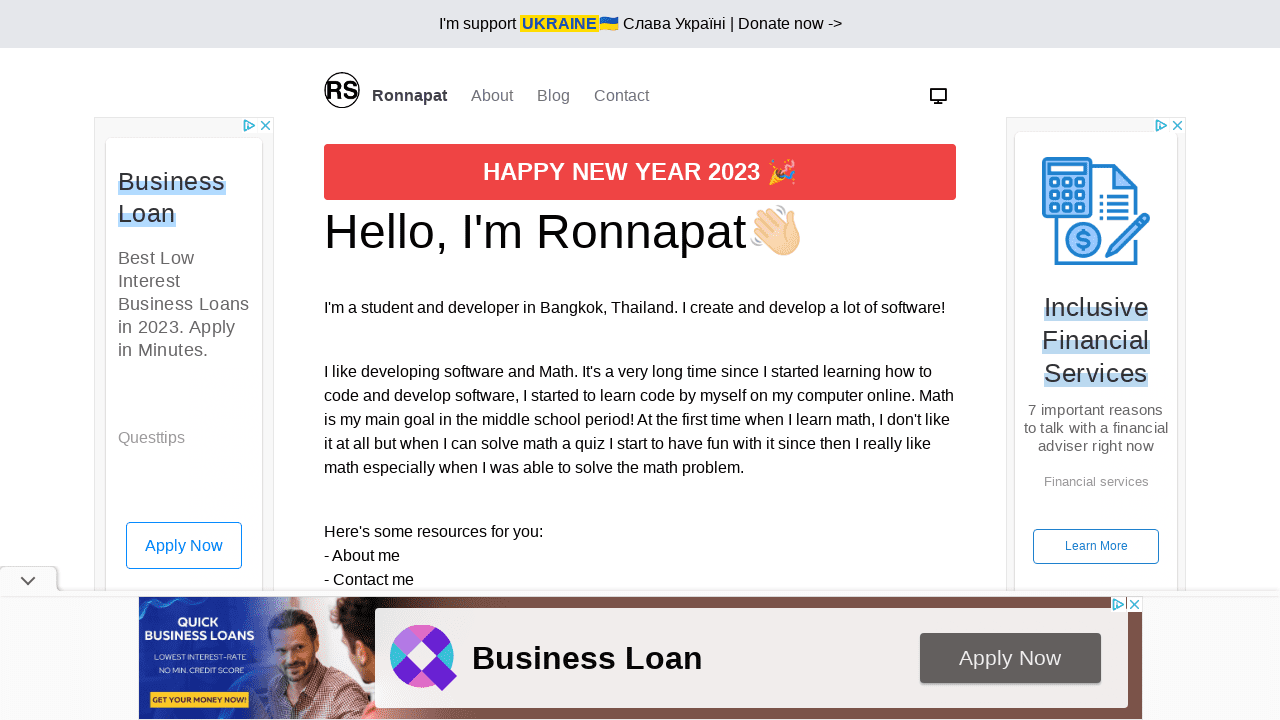 I'm support UKRAINE🇺🇦 Слава Україні | Donate now ->
RS Ronnapat About Blog Contact
HAPPY NEW YEAR 2023 🎉
Hello, I'm Ronnapat👋🏻
I'm a student and developer in Bangkok, Thailand. I create and develop a lot of software!
I like developing software and Math. It's a very long time since I started learning how to
code and develop software, I started to learn code by myself on my computer online. Math
is my main goal in the middle school period! At the first time when I learn math, I don't like
it at all but when I can solve math a quiz I start to have fun with it since then I really like
math especially when I was able to solve the math problem.
Here's some resources for you:
- About me
- Contact me
Business
Loan
Best Low
Interest
Business Loans
in 2023. Apply
in Minutes.
Questtips
Apply Now
Inclusive
Financial
Services
7 important reasons
to talk with a financial
adviser right now
Financial services
Learn More
QUICK
BUSINESS LOANS
LOWEST INTEREST-RATE
NO MIN. CREDIT SCORE
GET YOUR MONEY NOW!
Business Loan
Apply Now